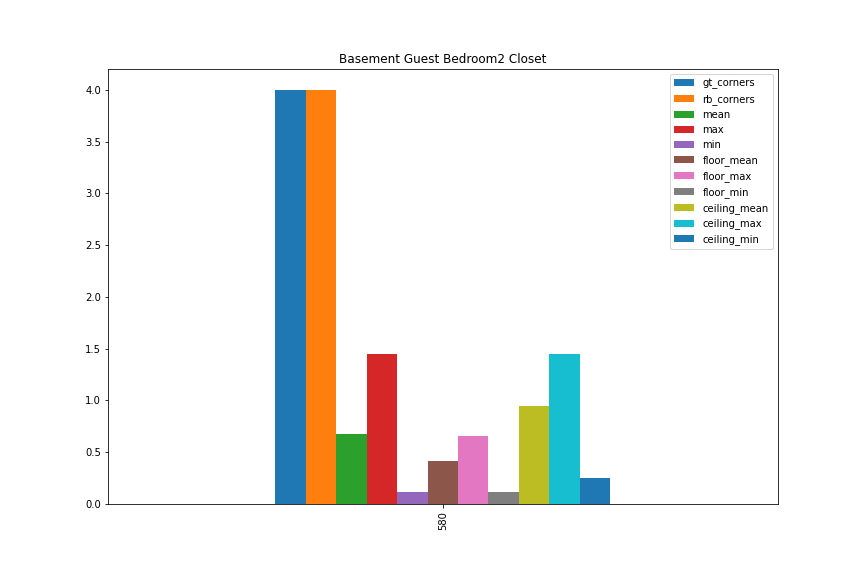 Basement Guest Bedroom2 Closet
gt_corners
rb_corners
mean
max
min
floor_mean
floor_max
floor_min
ceiling_mean
ceiling_max
ceiling_min
4.0
3.5
3.0
2.5
2.0
1.5
1.0
0.5
0.0
580